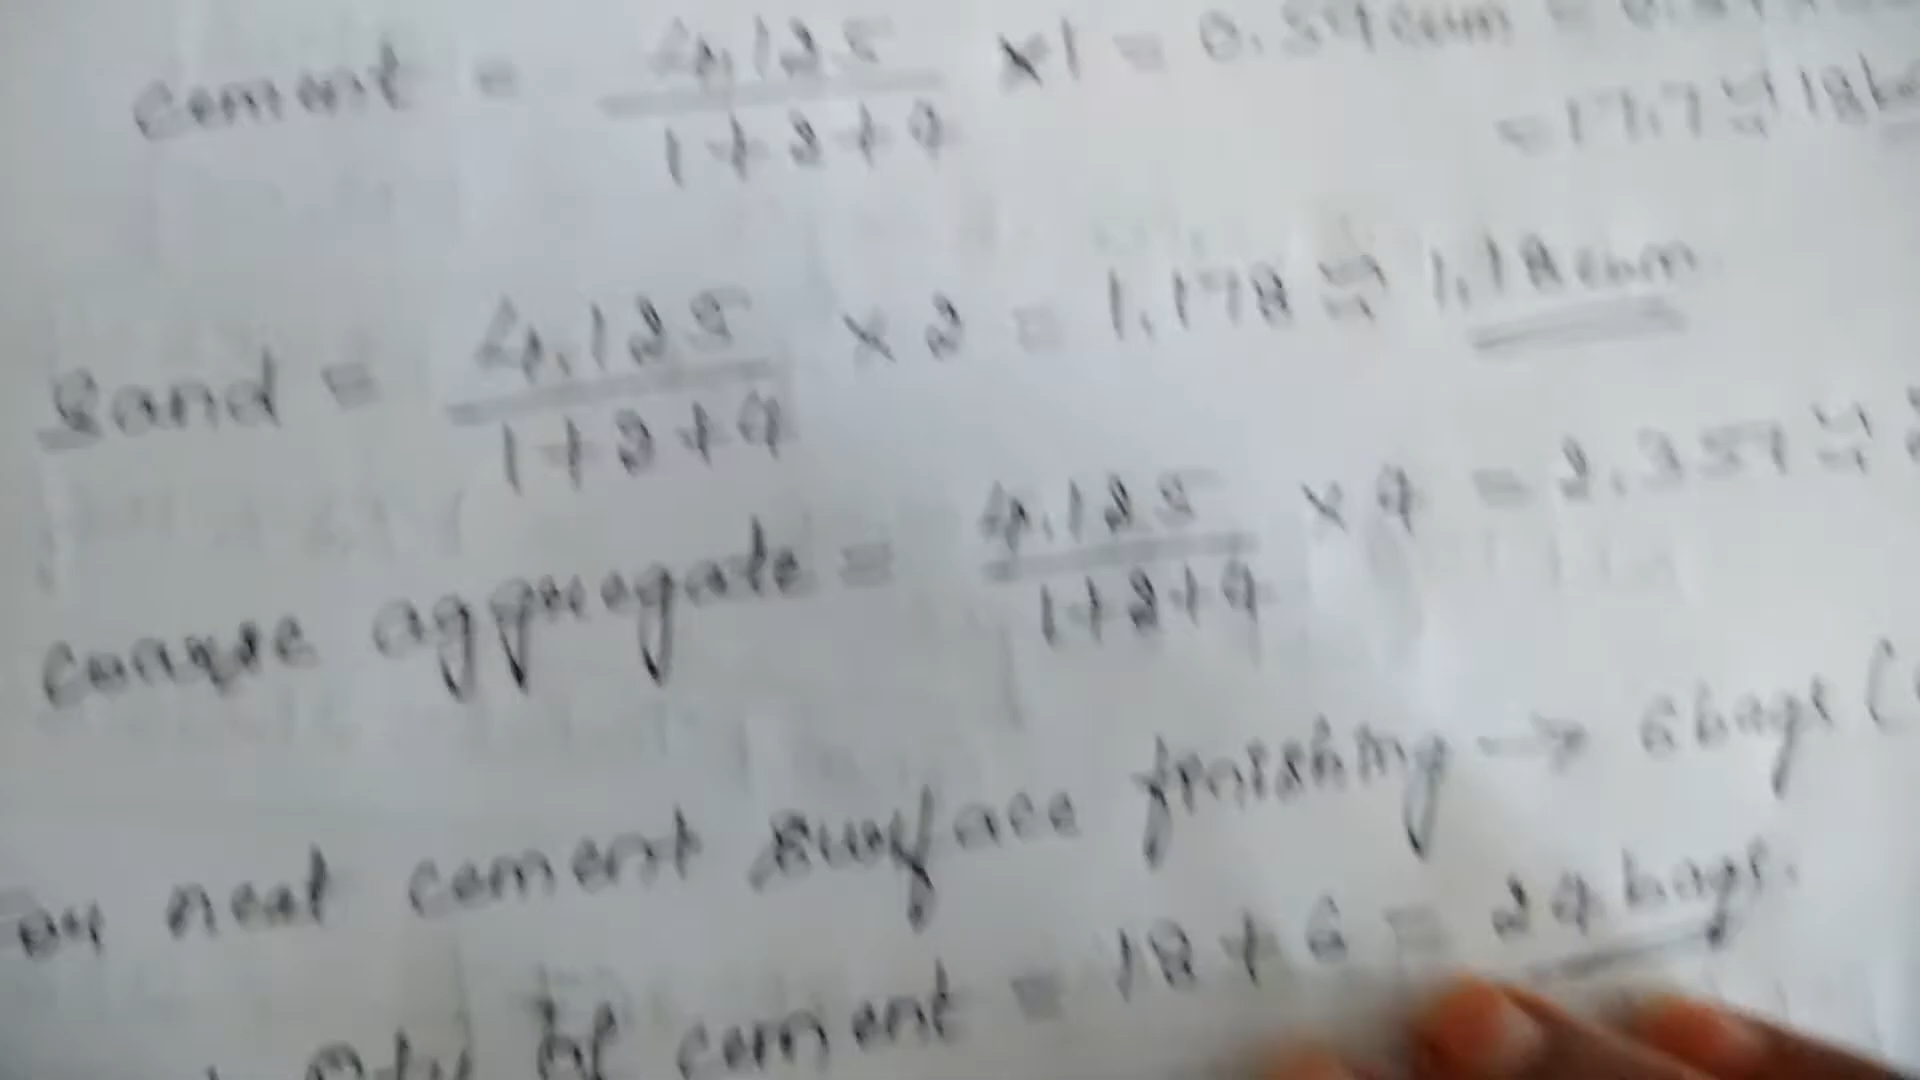 cement = 4.125 / 1+2+4 ×1 = 0.59 cum =
= 17.7 ≈ 18
Sand = 4.125 / 1+2+4 × 2 = 1.178 ≈ 1.18 cum
coarse aggregate = 4.125 / 1+2+4 × 4 = 2.357 ≈
neat cement surface finishing → 6 bags (
Qty of cement = 18 + 6 = 24 bags.